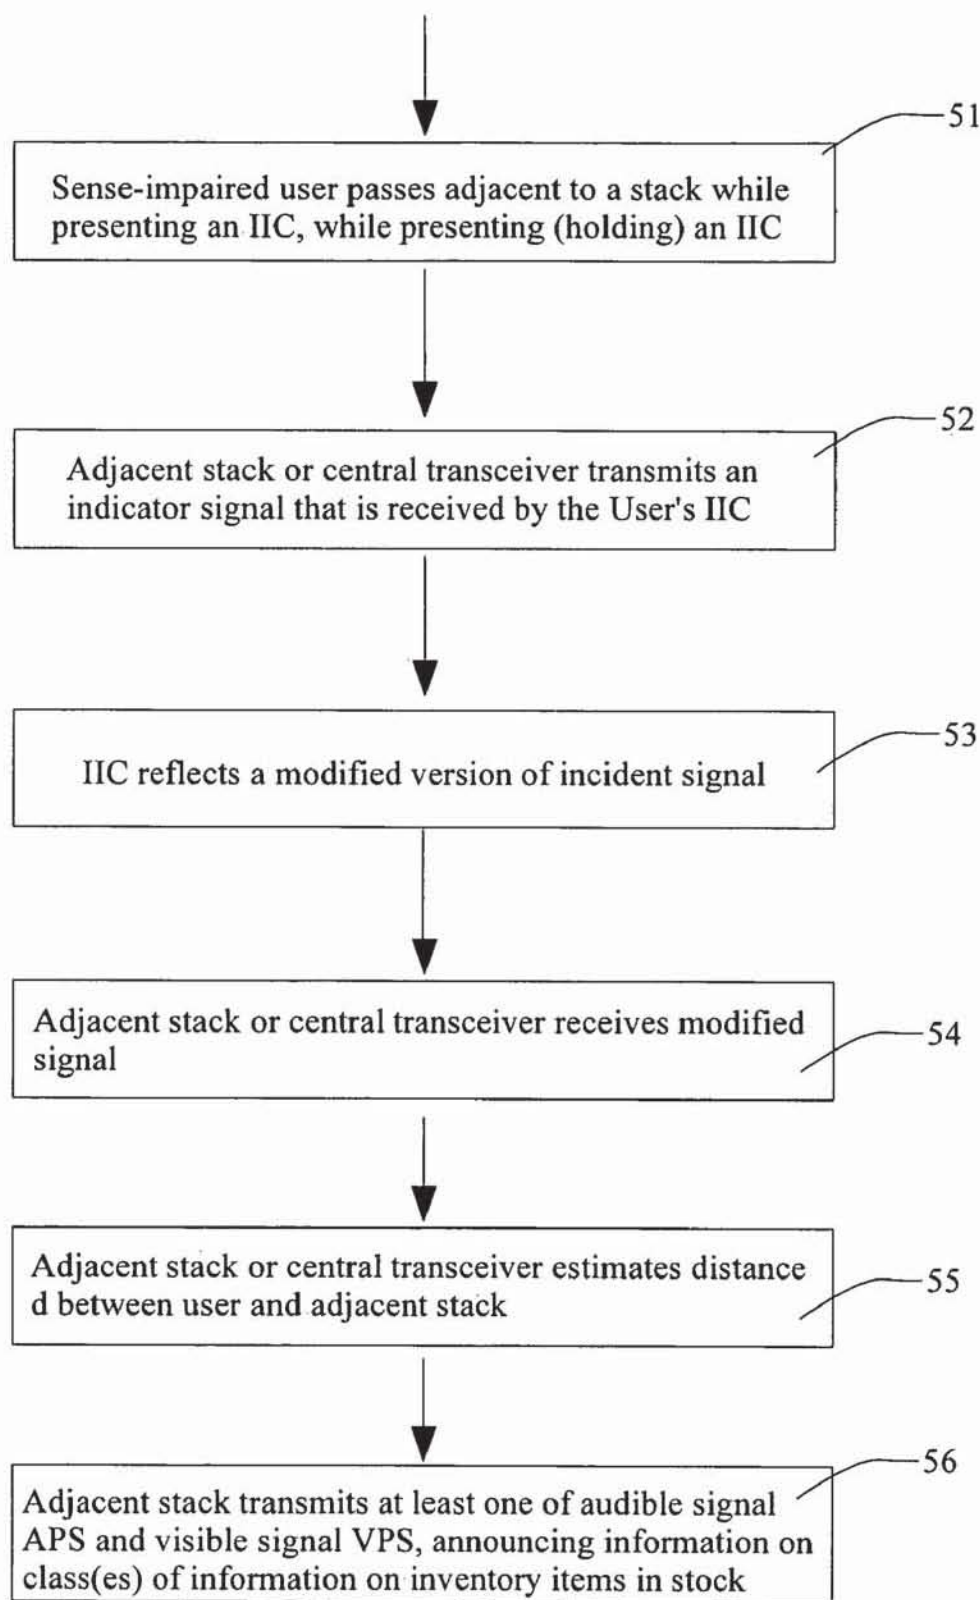 51
Sense-impaired user passes adjacent to a stack while
presenting an IIC, while presenting (holding) an IIC
52
Adjacent stack or central transceiver transmits an
indicator signal that is received by the User's IIC
53
IIC reflects a modified version of incident signal
Adjacent stack or central transceiver receives modified
signal
54
Adjacent stack or central transceiver estimates distance
d between user and adjacent stack
55
56
Adjacent stack transmits at least one of audible signal
APS and visible signal VPS, announcing information on
class(es) of information on inventory items in stock